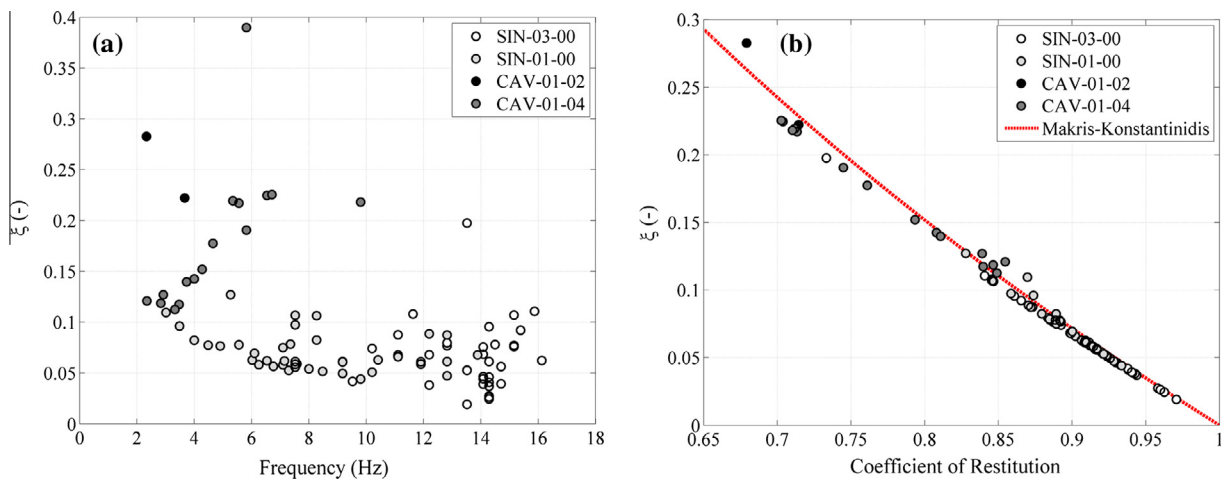 (a)
SIN-03-00
SIN-01-00
CAV-01-02
CAV-01-04
0.4
0.35
0.3
0.25
0.2
0.15
0.1
0.05
0
ξ (-)
0 2 4 6 8 10 12 14 16 18
Frequency (Hz)
(b)
SIN-03-00
SIN-01-00
CAV-01-02
CAV-01-04
Makris-Konstantinidis
0.3
0.25
0.2
0.15
0.1
0.05
0
ξ (-)
0.65 0.7 0.75 0.8 0.85 0.9 0.95 1
Coefficient of Restitution